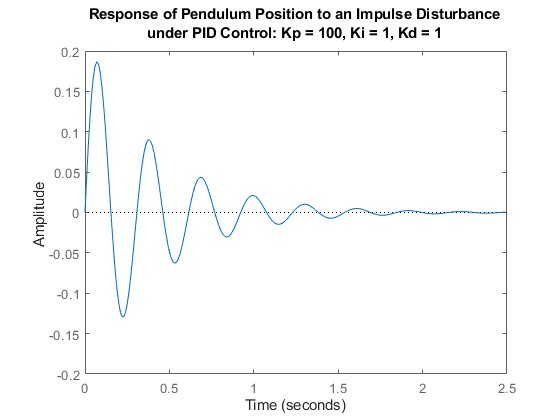 Response of Pendulum Position to an Impulse Disturbance
under PID Control: Kp = 100, Ki = 1, Kd = 1
0.2
0.15
0.1
0.05
0
-0.05
-0.1
-0.15
-0.2
Amplitude
0 0.5 1 1.5 2 2.5
Time (seconds)